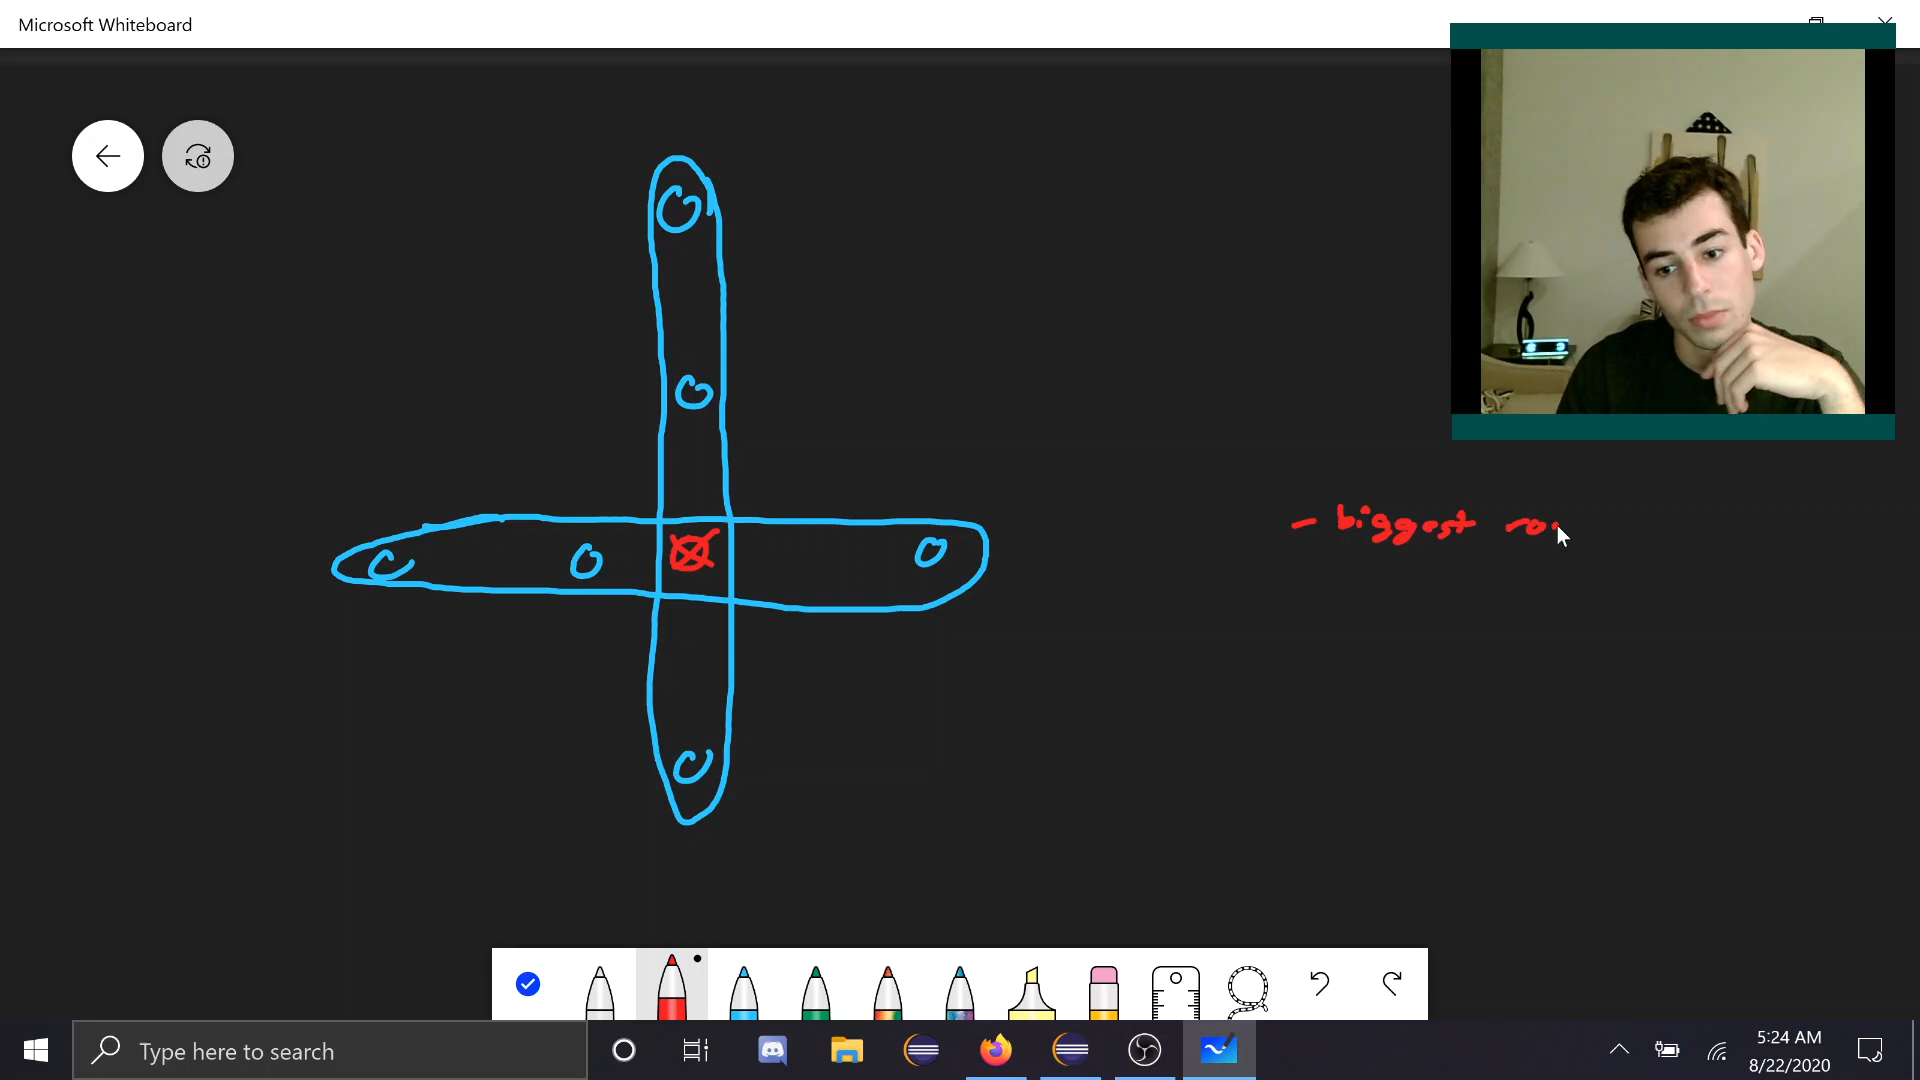 Microsoft Whiteboard
- biggest
Type here to search
5:24 AM
8/22/2020